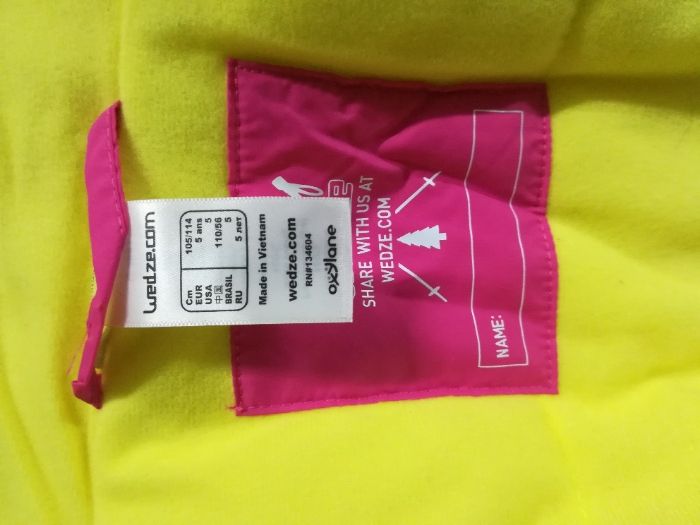 wedze.com
Cm 105/114
EUR 5 ans
USA 5
中国 110/56
BRASIL 5
RU 5 лет
Made in Vietnam
wedze.com
RN#134604
oxylane
SHARE WITH US AT
WEDZE.COM
NAME: